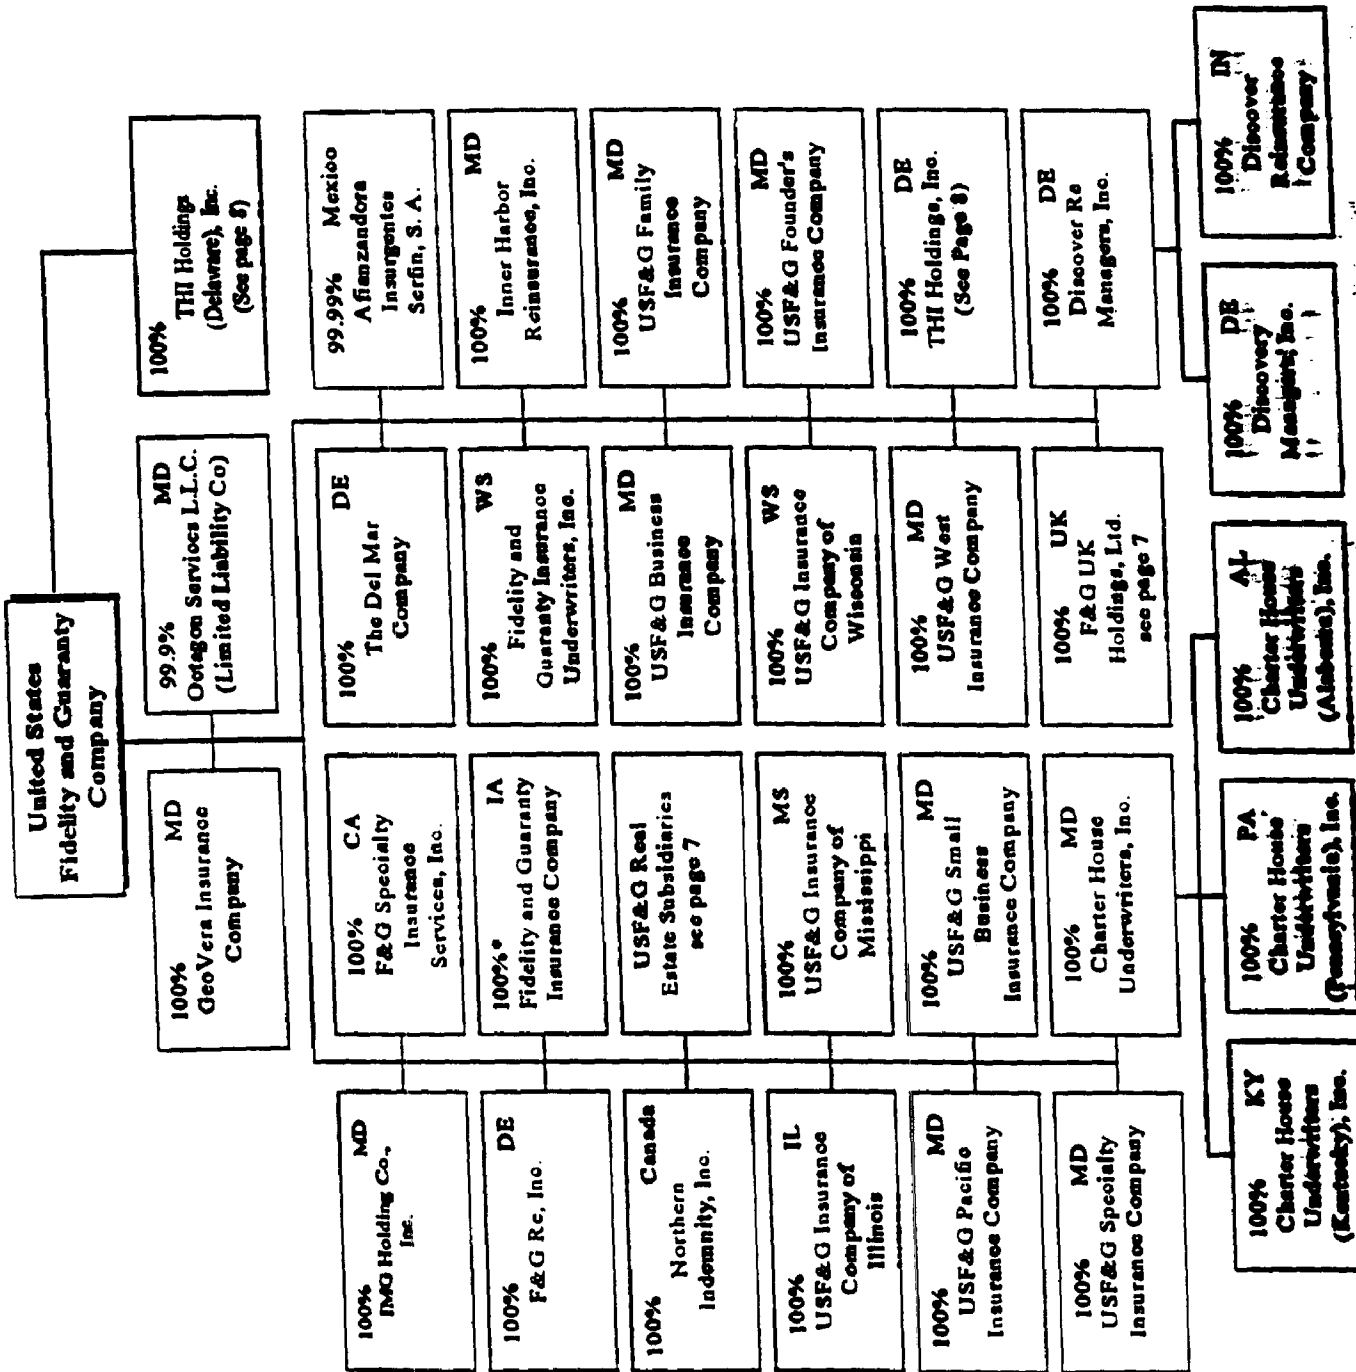 United States
Fidelity and Guaranty
Company
100% MD
GeoVera Insurance
Company
99.9% MD
Octagon Services L.L.C.
(Limited Liability Co)
100%
THI Holdings
(Delaware), Inc.
(See page 8)
100% MD
IMG Holding Co.,
Inc.
100% CA
F&G Specialty
Insurance
Services, Inc.
100% DE
The Del Mar
Company
99.99% Mexico
Afianzandora
Insurgentes
Serfin, S. A.
100% DE
F&G Re, Inc.
100%* IA
Fidelity and Guaranty
Insurance Company
100% WS
Fidelity and
Guaranty Insurance
Underwriters, Inc.
100% MD
Inner Harbor
Reinsurance, Inc.
100% Canada
Northern
Indemnity, Inc.
USF&G Real
Estate Subsidiaries
see page 7
100% MD
USF&G Business
Insurance
Company
100% MD
USF&G Family
Insurance
Company
100% IL
USF&G Insurance
Company of
Illinois
100% MS
USF&G Insurance
Company of
Mississippi
100% WS
USF&G Insurance
Company of
Wisconsin
100% MD
USF&G Founder's
Insurance Company
100% MD
USF&G Pacific
Insurance Company
100% MD
USF&G Small
Business
Insurance Company
100% MD
USF&G West
Insurance Company
100% DE
THI Holdings, Inc.
(See Page 8)
100% MD
USF&G Specialty
Insurance Company
100% MD
Charter House
Underwriters, Inc.
100% UK
F&G UK
Holdings, Ltd.
see page 7
100% DE
Discover Re
Managers, Inc.
100% KY
Charter House
Underwriters
(Kentucky), Inc.
100% PA
Charter House
Underwriters
(Pennsylvania), Inc.
100% AL
Charter House
Underwriters
(Alabama), Inc.
100% DE
Discovery
Managers, Inc.
100% IN
Discover
Reinsurance
Company